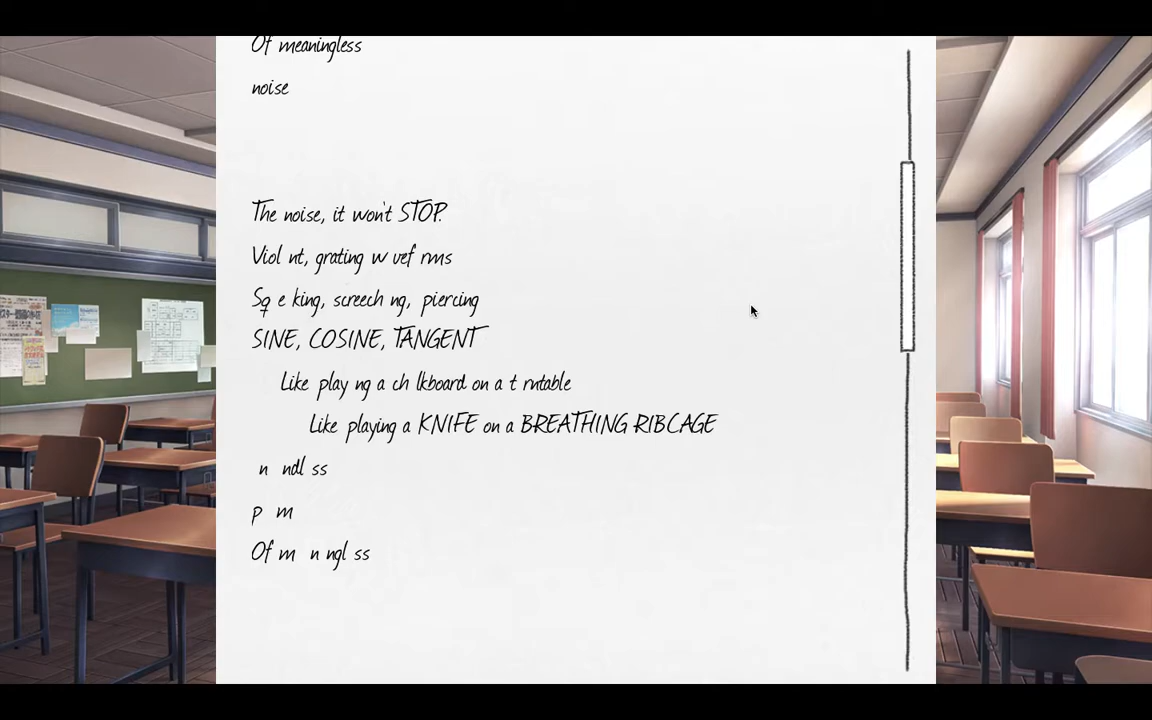 Of meaningless
noise
The noise, it won't STOP.
Viol nt, grating w vef rms
Sq e king, screech ng, piercing
SINE, COSINE, TANGENT
Like play ng a ch lkboard on a t rntable
Like playing a KNIFE on a BREATHING RIBCAGE
n ndl ss
p m
Of m n ngl ss